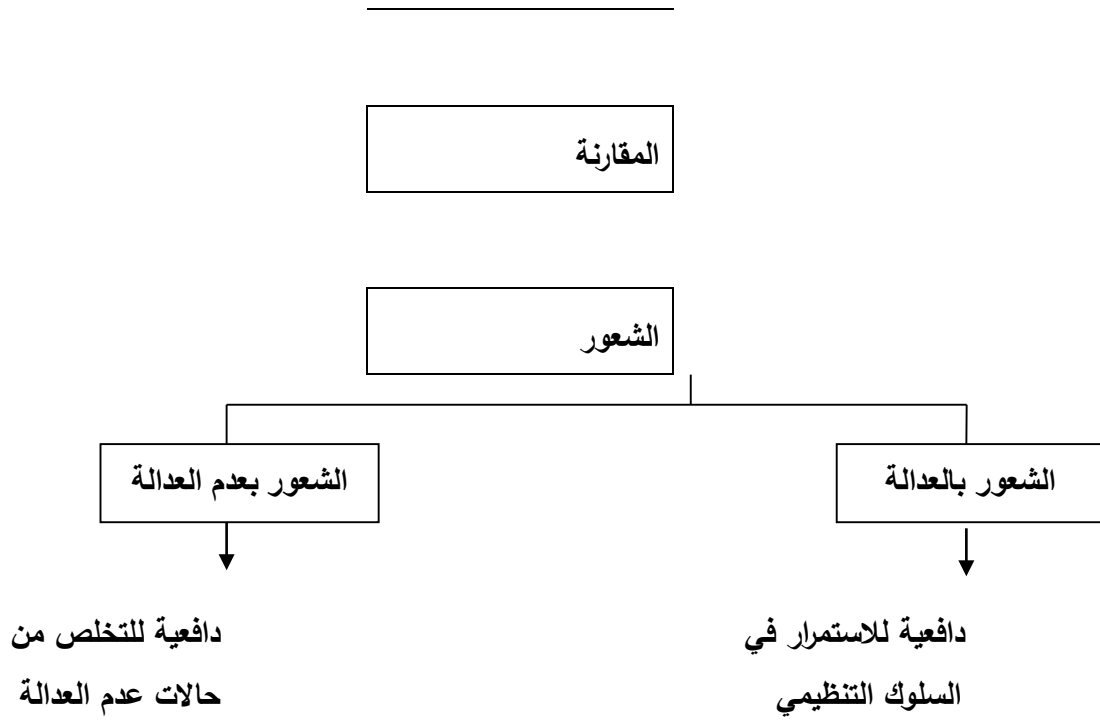 المقارنة
الشعور
الشعور بالعدالة
الشعور بعدم العدالة
دافعية للاستمرار في
السلوك التنظيمي
دافعية للتخلص من
حالات عدم العدالة